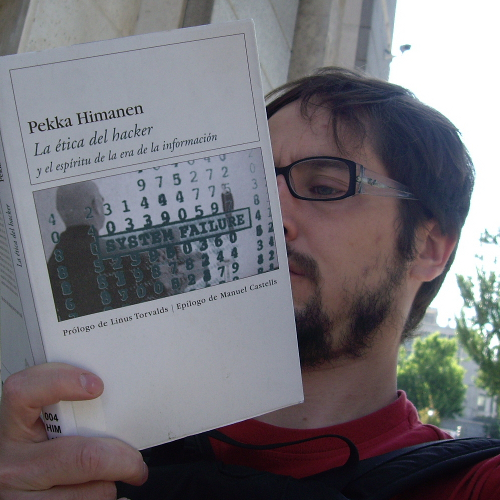 Pekka Himanen
La ética del hacker
y el espíritu de la era de la información
SYSTEM FAILURE
Prólogo de Linus Torvalds | Epílogo de Manuel Castells
La ética del hacker
004
HIM